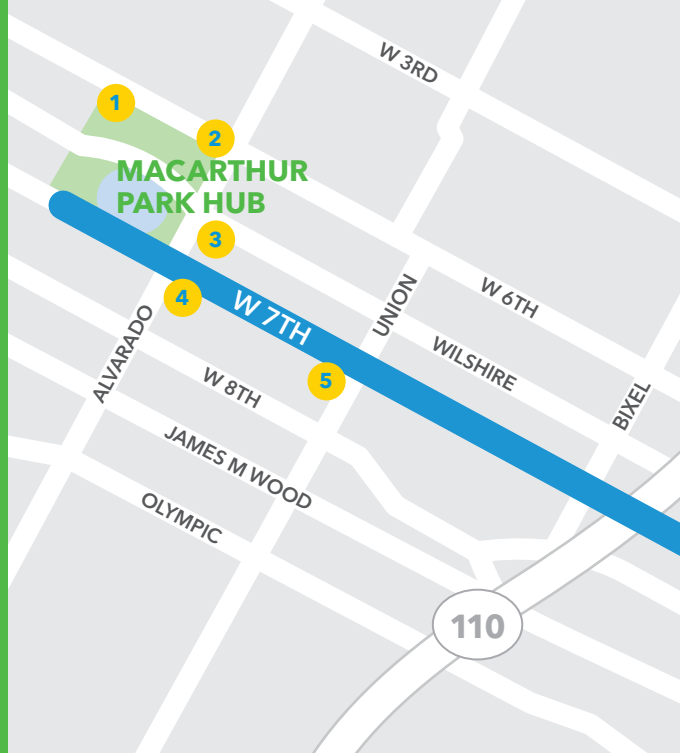 W 3RD
1
2
MACARTHUR
PARK HUB
3
4
W 7TH
UNION
W 6TH
ALVARADO
WILSHIRE
5
W 8TH
BIXEL
JAMES M WOOD
OLYMPIC
110